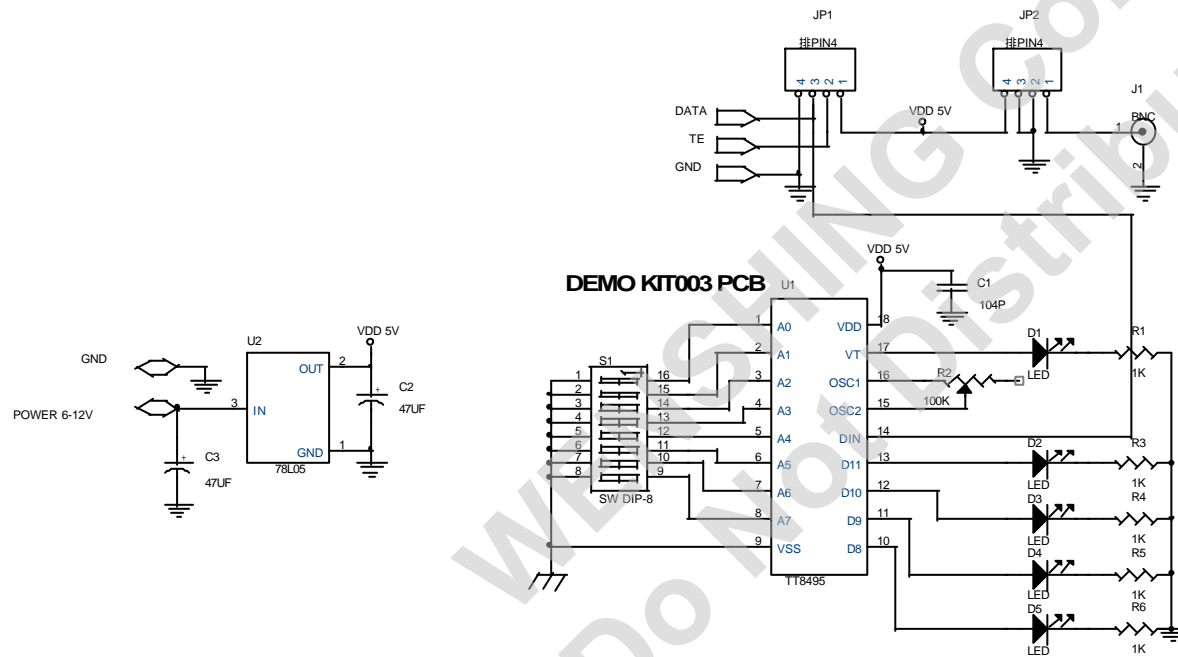 JP1
JP2
排PIN4
排PIN4
4 3 2 1
4 3 2 1
J1
BNC
1
2
DATA
TE
GND
VDD 5V
VDD 5V
DEMO KIT003 PCB
U1
C1
104P
1 A0 VDD 18
2 A1 VT 17
3 A2 OSC1 16
4 A3 OSC2 15
5 A4 DIN 14
6 A5 D11 13
7 A6 D10 12
8 A7 D9 11
9 VSS D8 10
TT8495
S1
1 16
2 15
3 14
4 13
5 12
6 11
7 10
8 9
SW DIP-8
R2
100K
D1
LED
R1
1K
D2
LED
R3
1K
D3
LED
R4
1K
D4
LED
R5
1K
D5
LED
R6
1K
VDD 5V
U2
OUT 2
3 IN
GND 1
78L05
C2
47UF
GND
POWER 6-12V
C3
47UF
WENSHING Co
Do Not Distribu